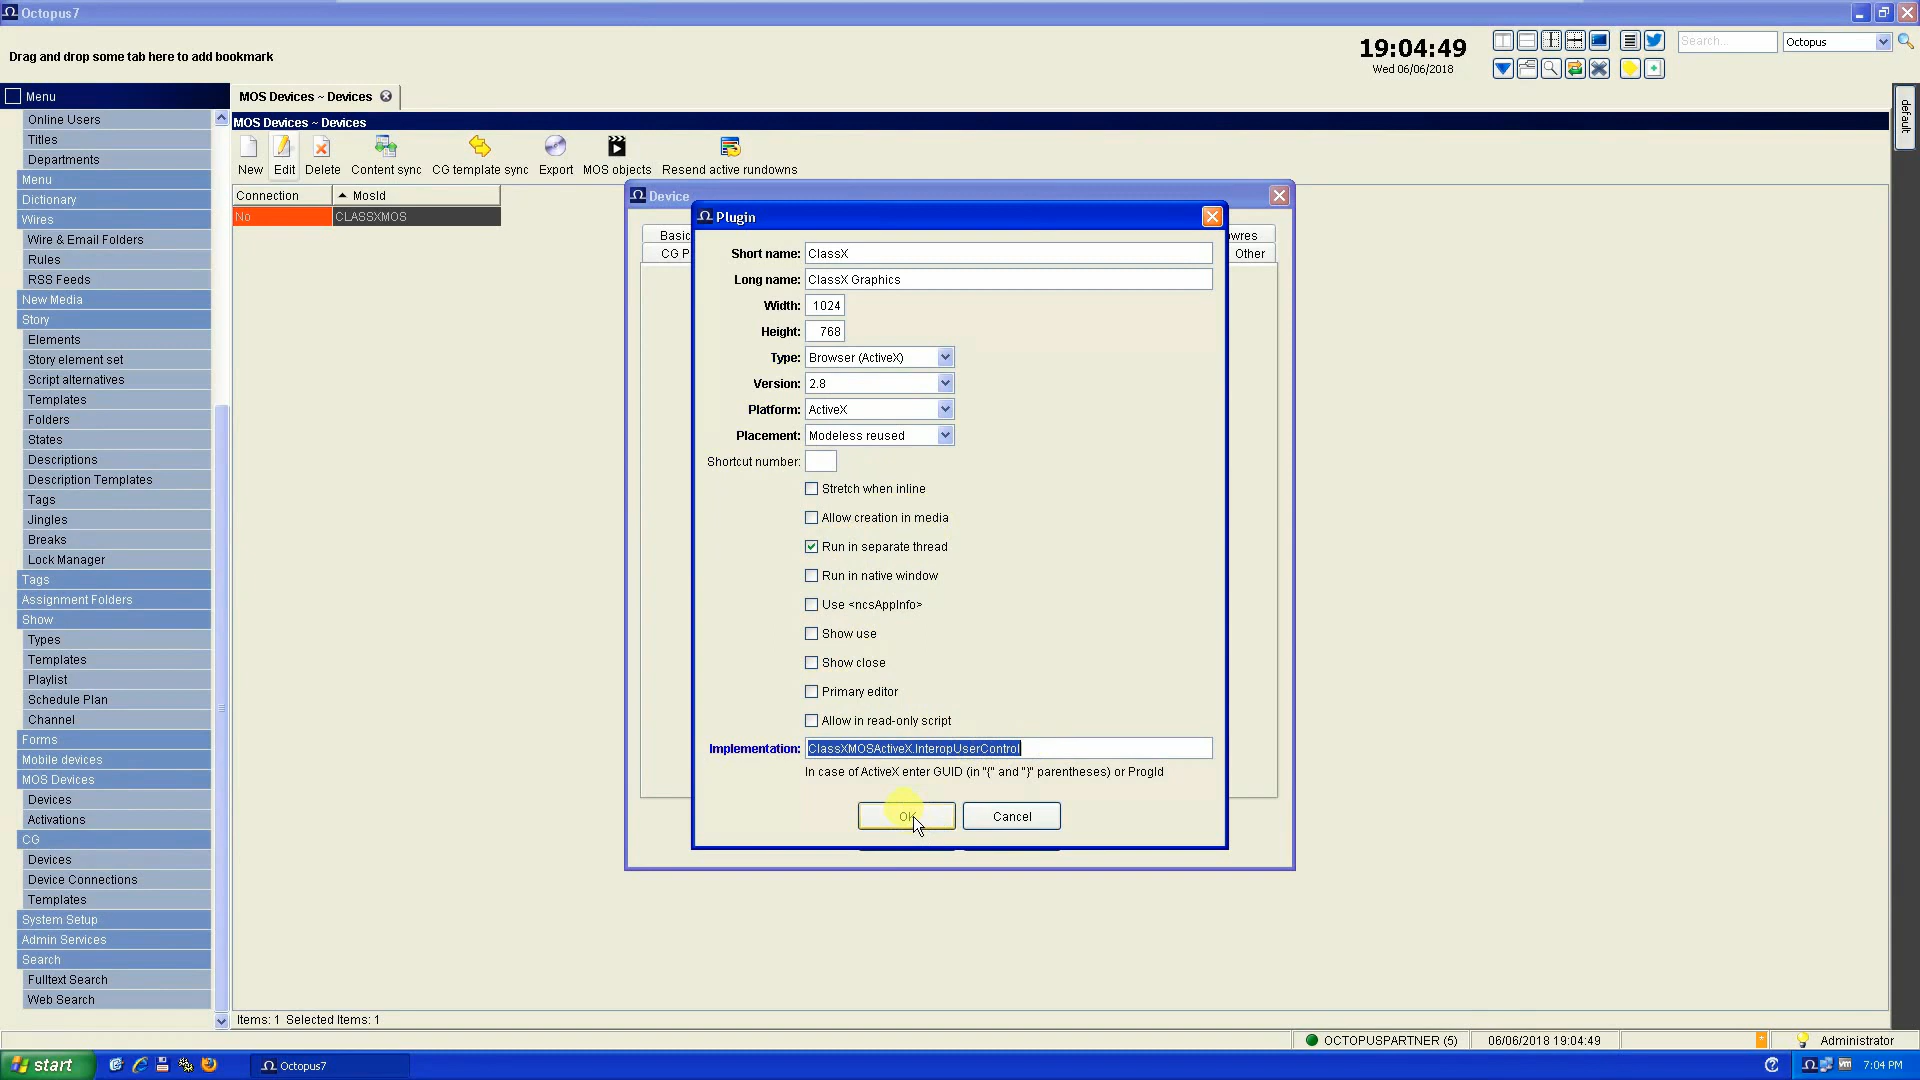 Octopus7
Drag and drop some tab here to add bookmark
19:04:49
Wed 06/06/2018
Search...
Octopus
Menu
MOS Devices ~ Devices
default
MOS Devices ~ Devices
Online Users
Titles
Departments
Menu
Dictionary
Wires
Wire & Email Folders
Rules
RSS Feeds
New Media
Story
Elements
Story element set
Script alternatives
Templates
Folders
States
Descriptions
Description Templates
Tags
Jingles
Breaks
Lock Manager
Tags
Assignment Folders
Show
Types
Templates
Playlist
Schedule Plan
Channel
Forms
Mobile devices
MOS Devices
Devices
Activations
CG
Devices
Device Connections
Templates
System Setup
Admin Services
Search
Fulltext Search
Web Search
New Edit Delete Content sync CG template sync Export MOS objects Resend active rundowns
Connection MosId
No CLASSXMOS
Device
Basic
CG P
wres
Other
Plugin
Short name: ClassX
Long name: ClassX Graphics
Width: 1024
Height: 768
Type: Browser (ActiveX)
Version: 2.8
Platform: ActiveX
Placement: Modeless reused
Shortcut number:
Stretch when inline
Allow creation in media
Run in separate thread
Run in native window
Use <ncsAppInfo>
Show use
Show close
Primary editor
Allow in read-only script
Implementation: ClassXMOSActiveX.InteropUserControl
In case of ActiveX enter GUID (in "{" and "}" parentheses) or ProgId
OK Cancel
Items: 1 Selected Items: 1
OCTOPUSPARTNER (5) 06/06/2018 19:04:49 Administrator
start Octopus7 7:04 PM